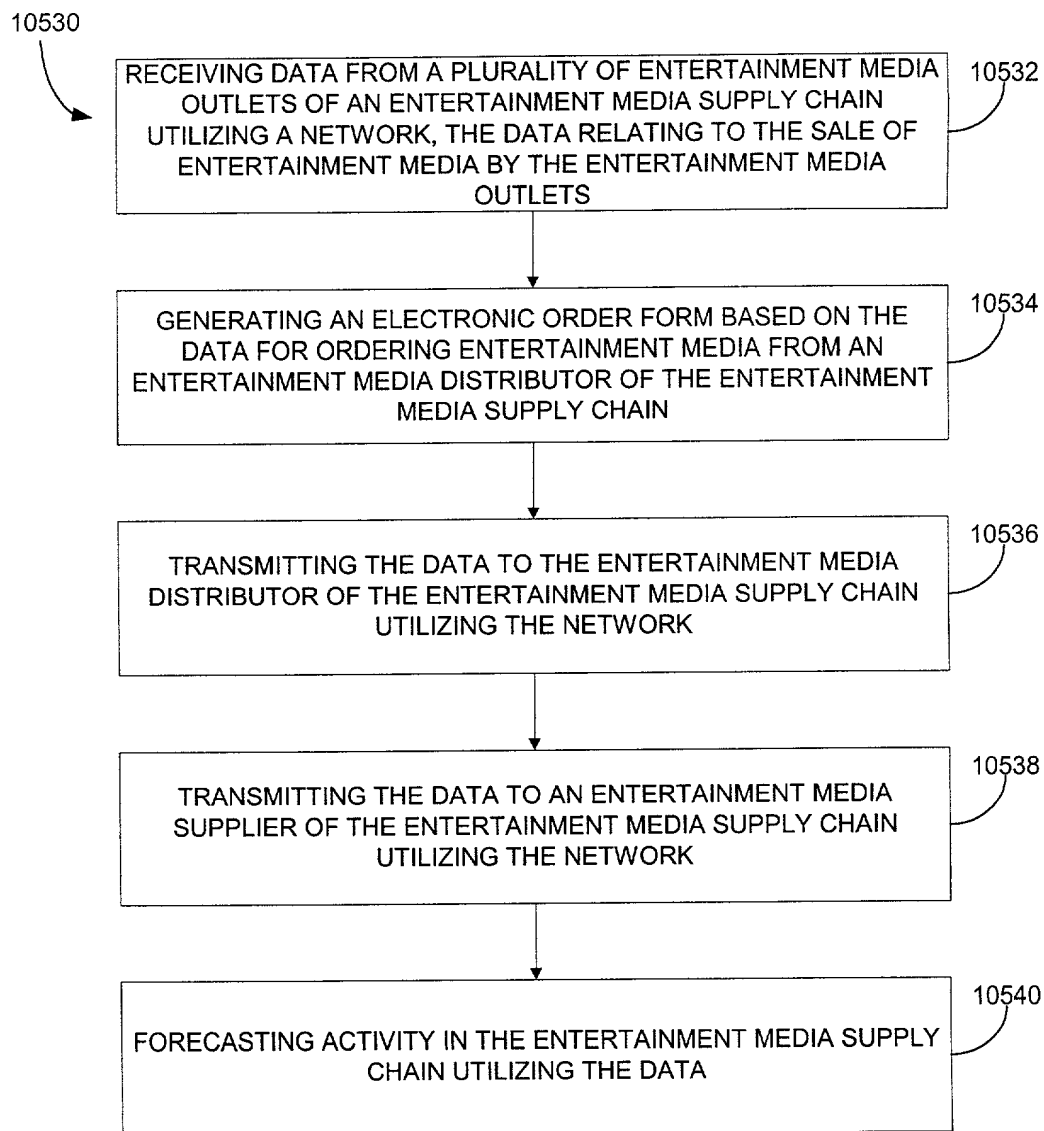 10530
RECEIVING DATA FROM A PLURALITY OF ENTERTAINMENT MEDIA
OUTLETS OF AN ENTERTAINMENT MEDIA SUPPLY CHAIN
UTILIZING A NETWORK, THE DATA RELATING TO THE SALE OF
ENTERTAINMENT MEDIA BY THE ENTERTAINMENT MEDIA
OUTLETS
10532
GENERATING AN ELECTRONIC ORDER FORM BASED ON THE
DATA FOR ORDERING ENTERTAINMENT MEDIA FROM AN
ENTERTAINMENT MEDIA DISTRIBUTOR OF THE ENTERTAINMENT
MEDIA SUPPLY CHAIN
10534
TRANSMITTING THE DATA TO THE ENTERTAINMENT MEDIA
DISTRIBUTOR OF THE ENTERTAINMENT MEDIA SUPPLY CHAIN
UTILIZING THE NETWORK
10536
TRANSMITTING THE DATA TO AN ENTERTAINMENT MEDIA
SUPPLIER OF THE ENTERTAINMENT MEDIA SUPPLY CHAIN
UTILIZING THE NETWORK
10538
FORECASTING ACTIVITY IN THE ENTERTAINMENT MEDIA SUPPLY
CHAIN UTILIZING THE DATA
10540